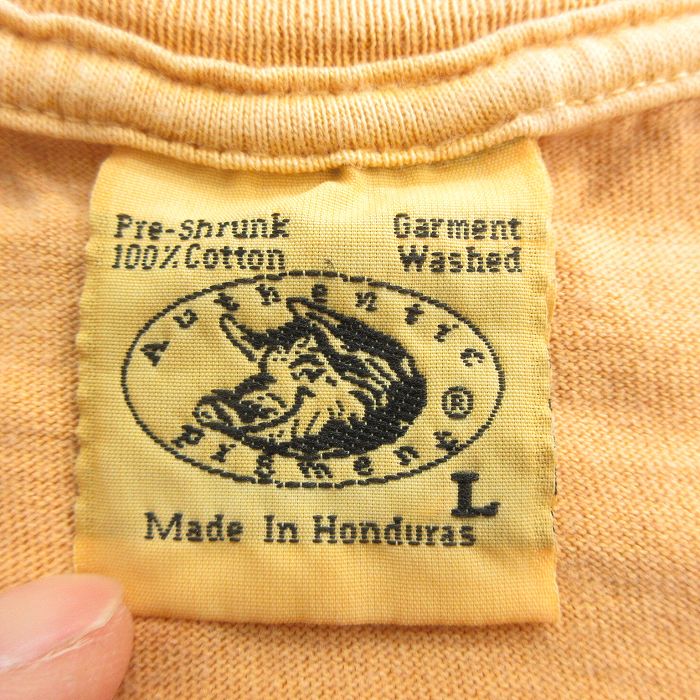 Pre-Shrunk Garment
100%Cotton Washed
Authentic
Pigment®
L
Made In Honduras